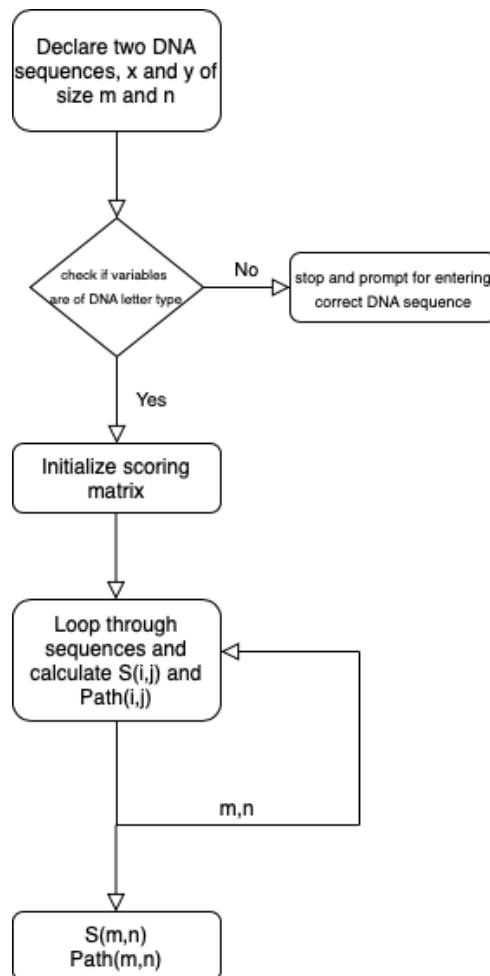 Declare two DNA
sequences, x and y of
size m and n
check if variables
are of DNA letter type
No
stop and prompt for entering
correct DNA sequence
Yes
Initialize scoring
matrix
Loop through
sequences and
calculate S(i,j) and
Path(i,j)
m,n
S(m,n)
Path(m,n)